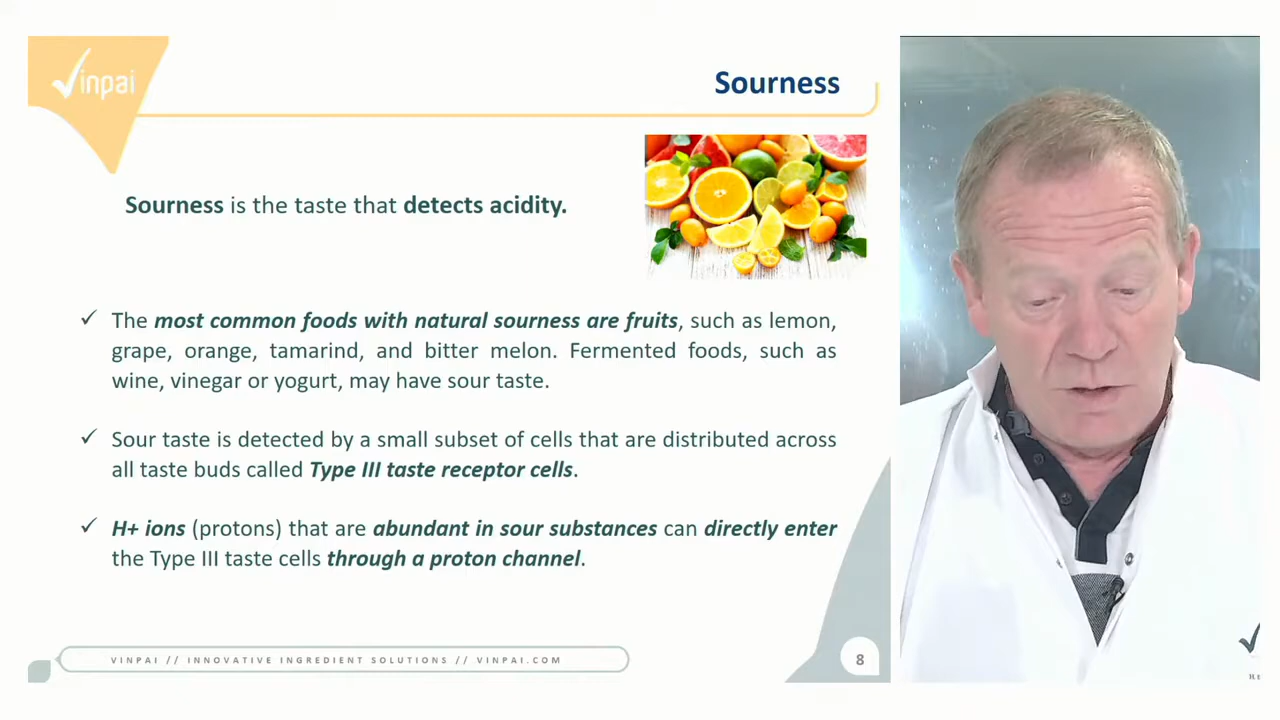 Vinpai
Sourness
Sourness is the taste that detects acidity.
✓ The most common foods with natural sourness are fruits, such as lemon,
grape, orange, tamarind, and bitter melon. Fermented foods, such as
wine, vinegar or yogurt, may have sour taste.
✓ Sour taste is detected by a small subset of cells that are distributed across
all taste buds called Type III taste receptor cells.
✓ H+ ions (protons) that are abundant in sour substances can directly enter
the Type III taste cells through a proton channel.
VINPAI // INNOVATIVE INGREDIENT SOLUTIONS // VINPAI.COM
8